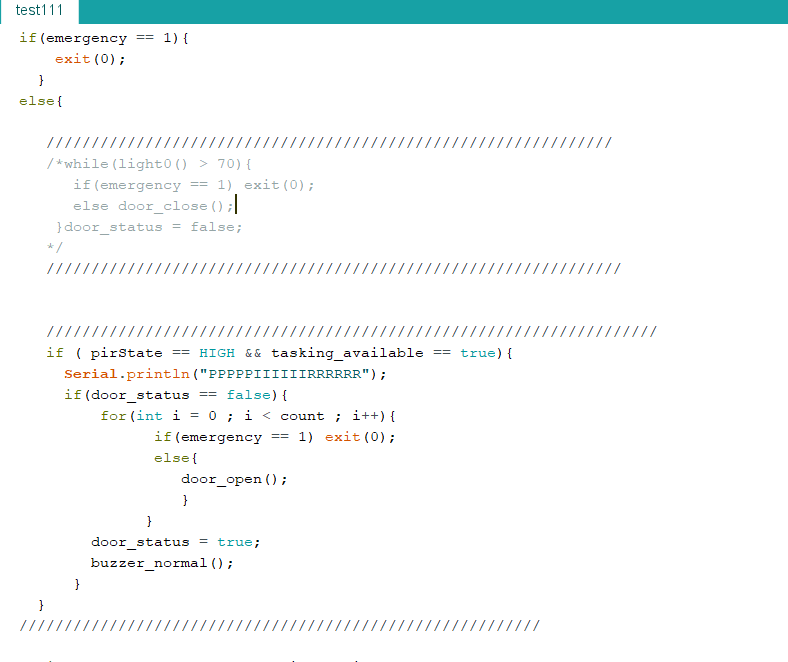 test111
if(emergency == 1){
    exit(0);
  }
else{
   ///////////////////////////////////////////////////////////////
   /*while(light0() > 70){
      if(emergency == 1) exit(0);
      else door_close();
    }door_status = false;
   */
   ////////////////////////////////////////////////////////////////
   ////////////////////////////////////////////////////////////////////
   if ( pirState == HIGH && tasking_available == true){
     Serial.println("PPPPPIIIIIIRRRRRR");
     if(door_status == false){
         for(int i = 0 ; i < count ; i++){
               if(emergency == 1) exit(0);
               else{
                  door_open();
                  }
              }
        door_status = true;
        buzzer_normal();
      }
  }
//////////////////////////////////////////////////////////